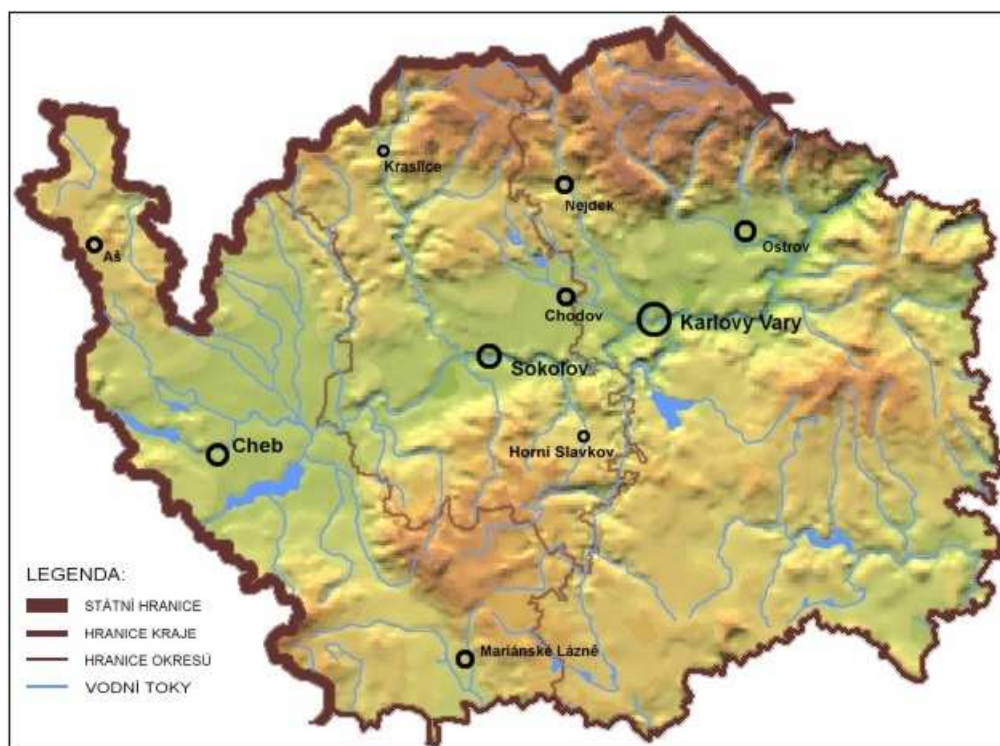 Kraslice
Nejdek
Ostrov
Aš
Chodov
Karlovy Vary
Sokolov
Cheb
Horní Slavkov
Mariánské Lázně
LEGENDA:
STÁTNÍ HRANICE
HRANICE KRAJE
HRANICE OKRESŮ
VODNÍ TOKY